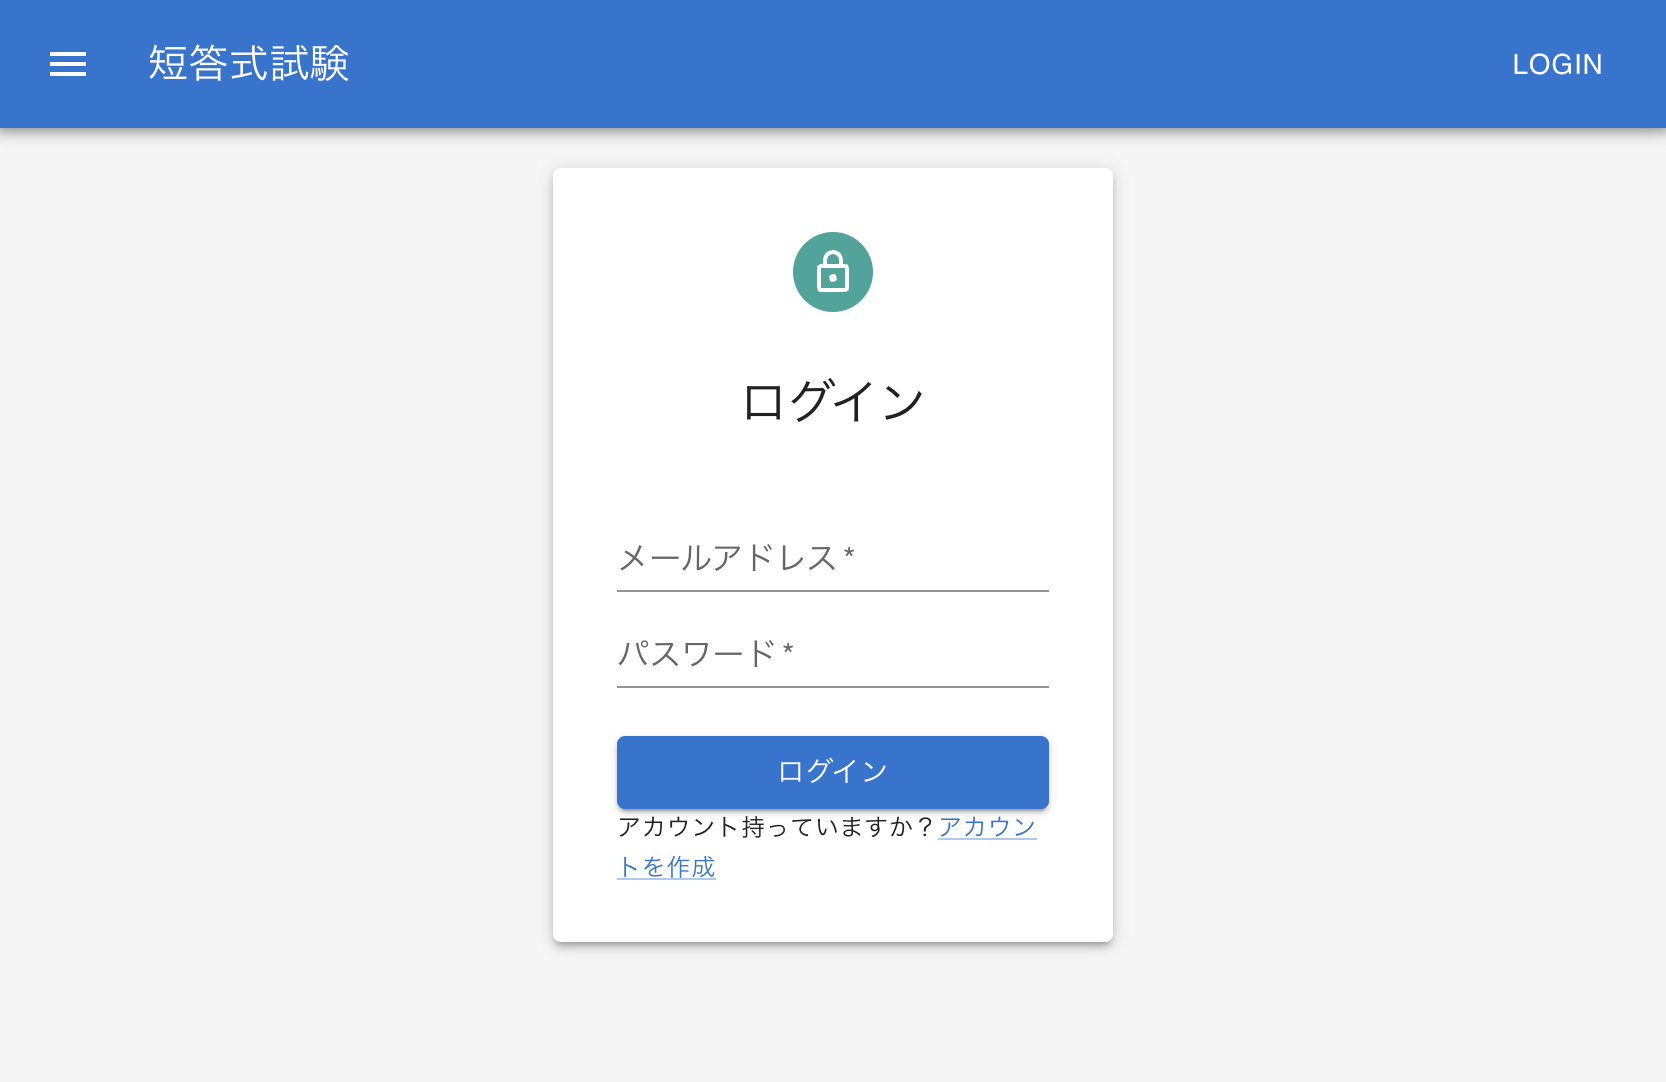 短答式試験
LOGIN
ログイン
メールアドレス *
パスワード *
ログイン
アカウント持っていますか？アカウン
トを作成